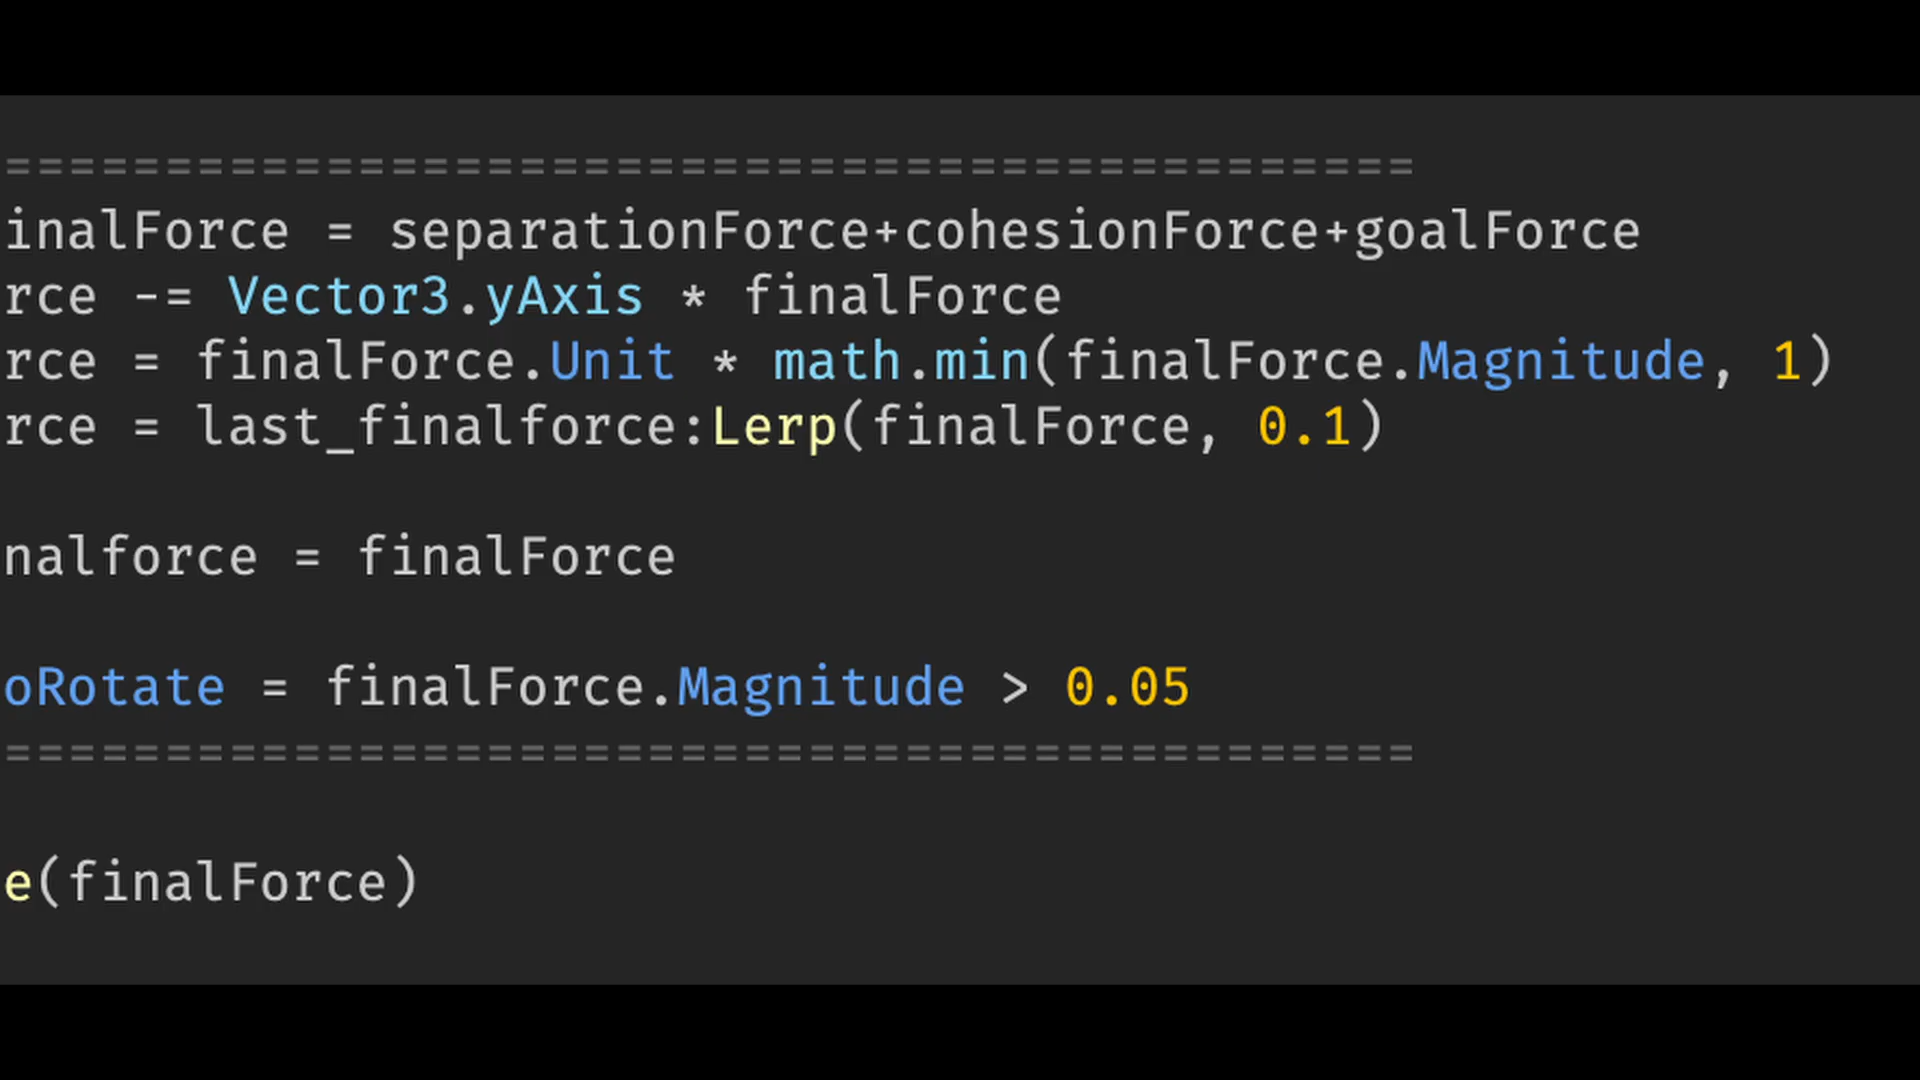 ============================================
inalForce = separationForce+cohesionForce+goalForce
rce -= Vector3.yAxis * finalForce
rce = finalForce.Unit * math.min(finalForce.Magnitude, 1)
rce = last_finalforce:Lerp(finalForce, 0.1)
nalforce = finalForce
oRotate = finalForce.Magnitude > 0.05
============================================
e(finalForce)